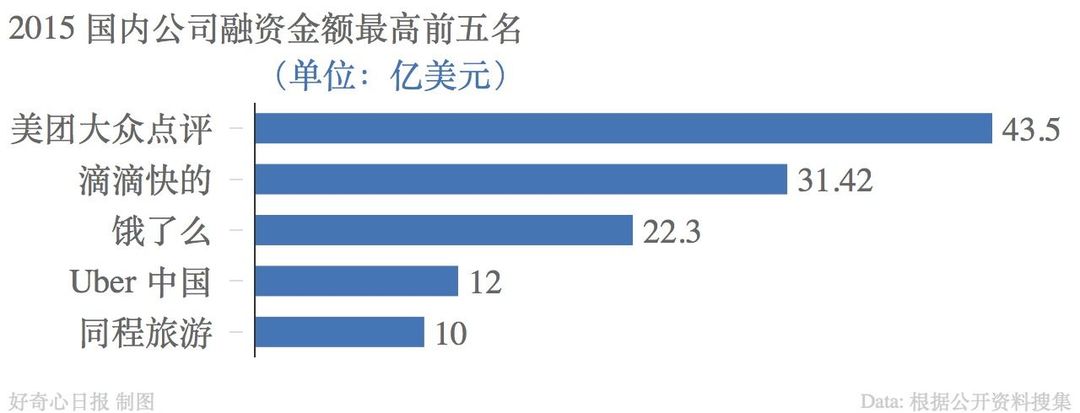 2015 国内公司融资金额最高前五名
（单位：亿美元）
美团大众点评 43.5
滴滴快的 31.42
饿了么 22.3
Uber 中国 12
同程旅游 10
好奇心日报 制图
Data: 根据公开资料搜集